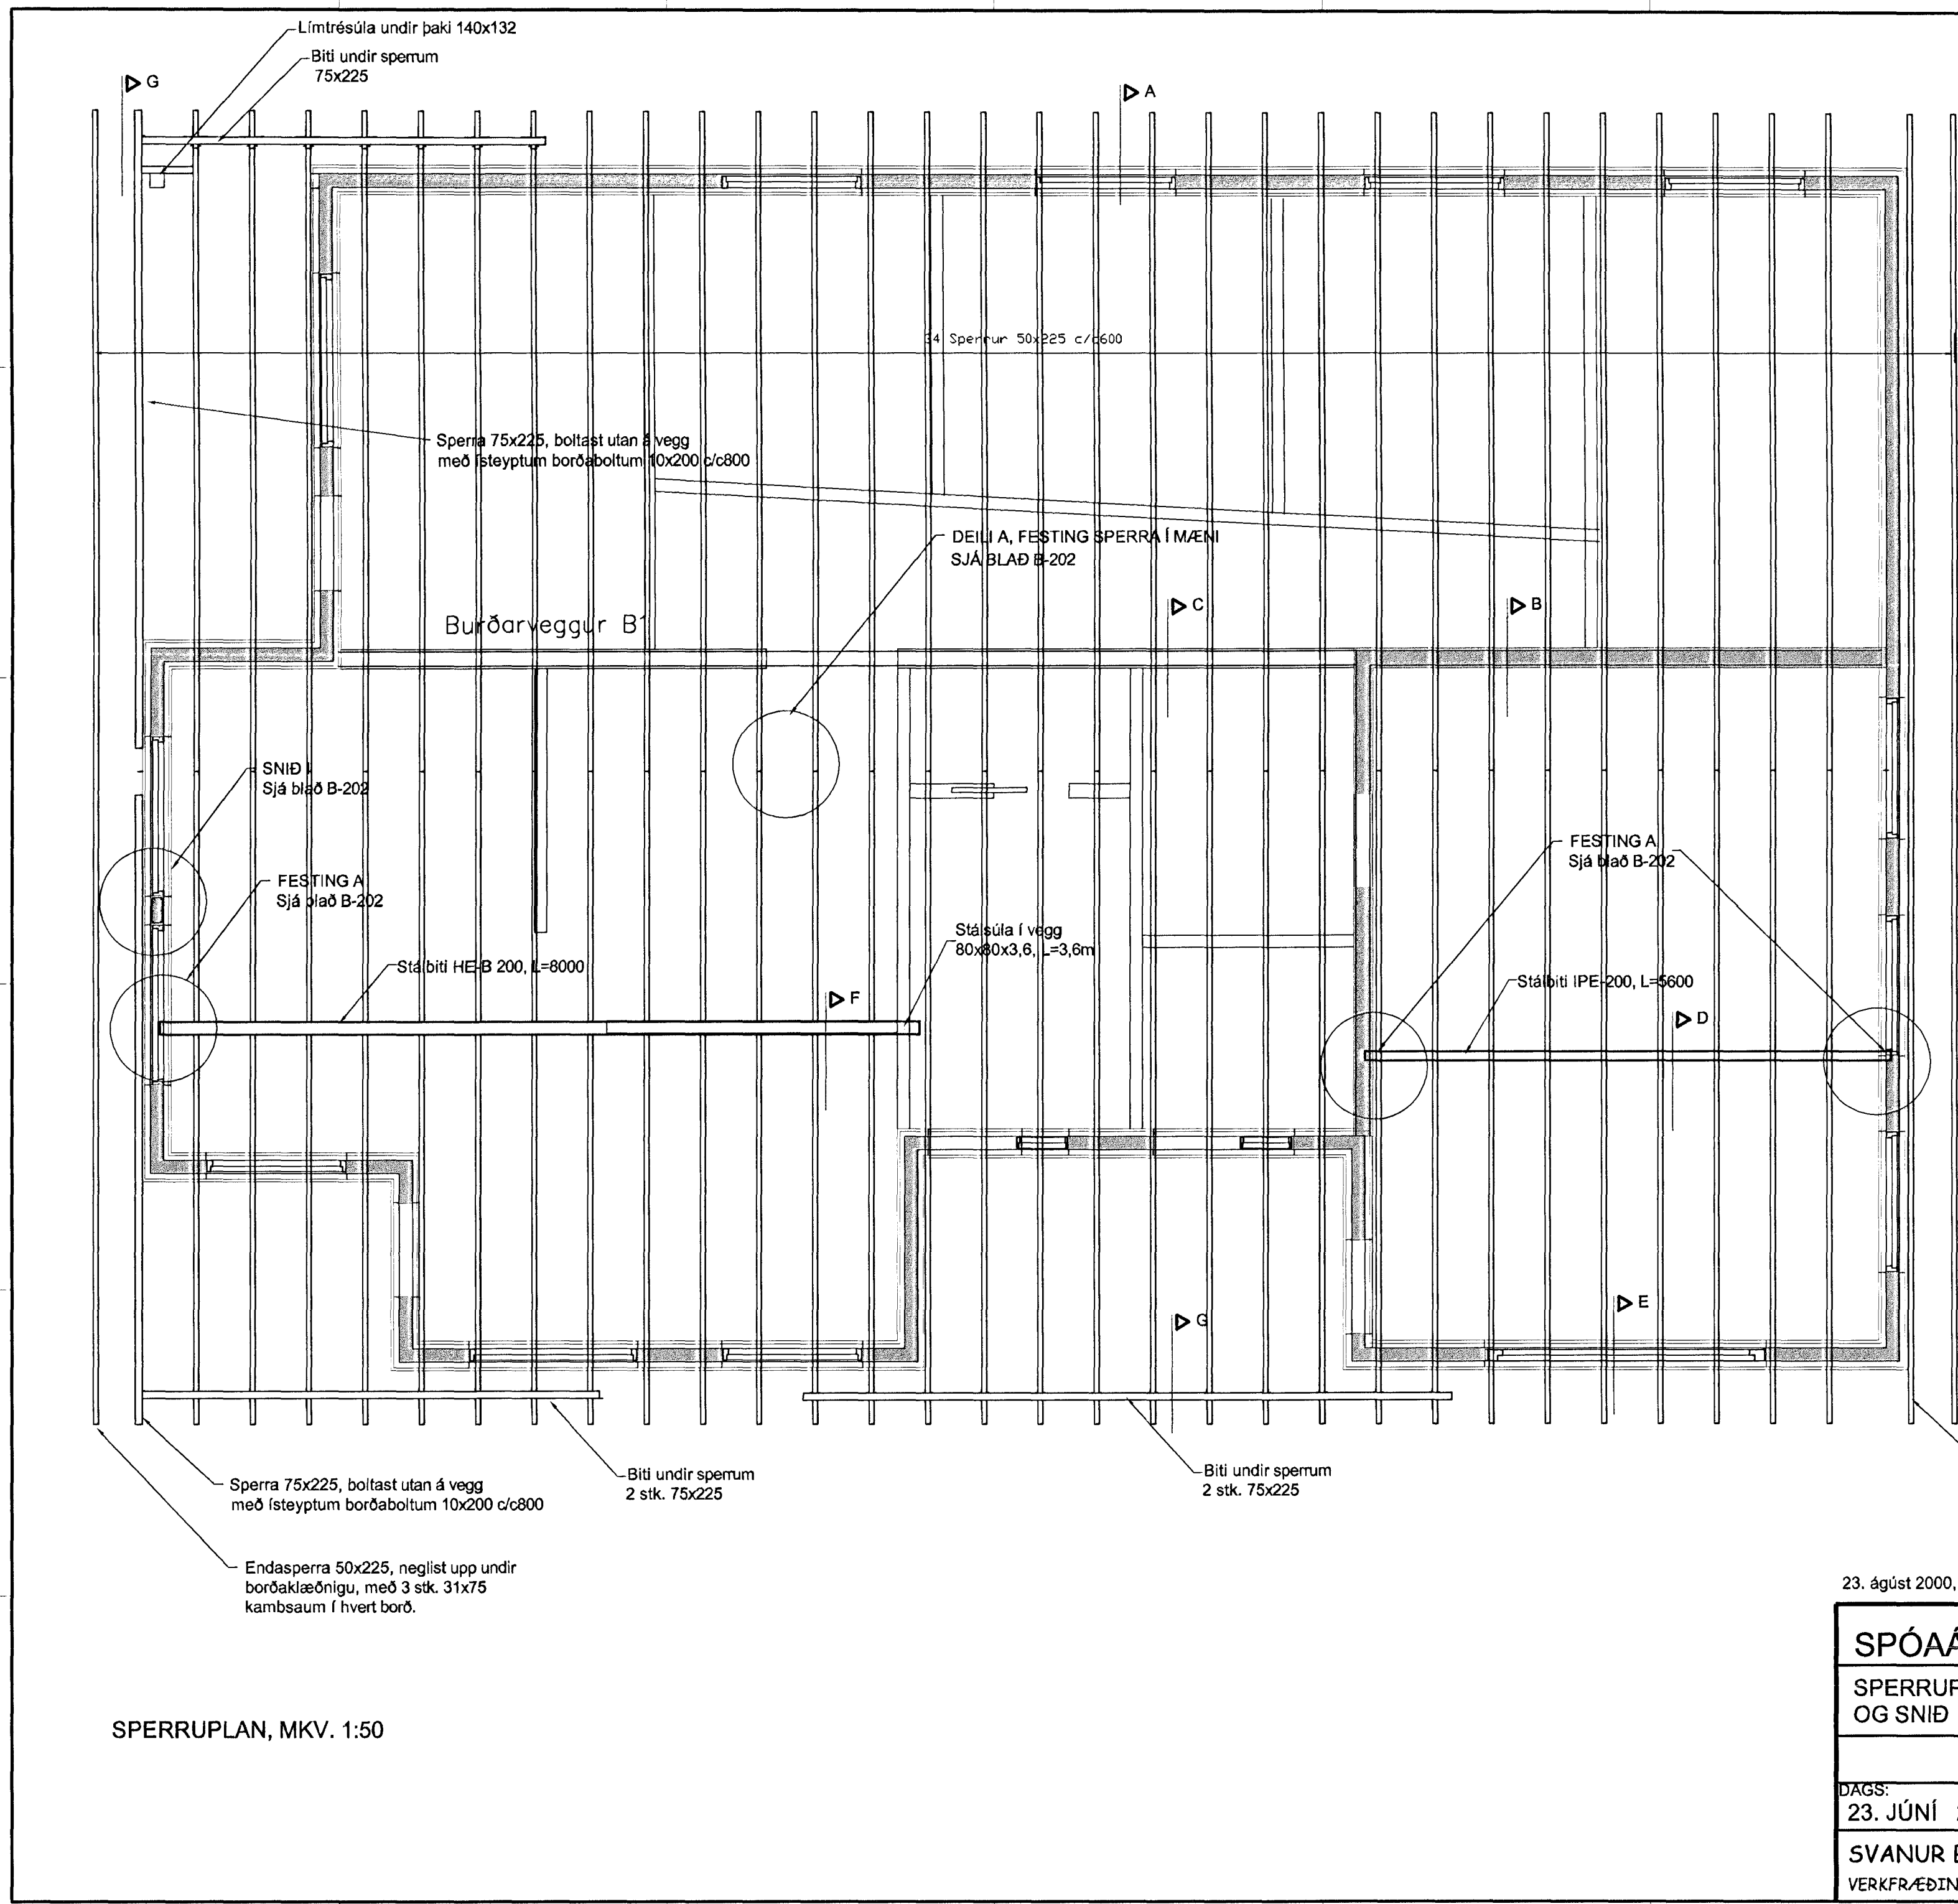 Límtrésúla undir þaki 140x132
Biti undir sperrum
75x225
G
A
34 Sperrur 50x225 c/c600
Sperra 75x225, boltast utan á vegg
með ísteyptum borðaboltum 10x200 c/c800
DEILI A, FESTING SPERRA Í MÆNI
SJÁ BLAÐ B-202
C
B
Burðarveggur B1
SNIÐ I
Sjá blað B-202
FESTING A
Sjá blað B-202
FESTING A
Sjá blað B-202
Stálsúla í vegg
80x80x3,6, L=3,6m
Stálbiti HE-B 200, L=8000
Stálbiti IPE-200, L=5600
F
D
E
G
Sperra 75x225, boltast utan á vegg
með ísteyptum borðaboltum 10x200 c/c800
Biti undir sperrum
2 stk. 75x225
Biti undir sperrum
2 stk. 75x225
Endasperra 50x225, neglist upp undir
borðaklæðnigu, með 3 stk. 31x75
kambsaum í hvert borð.
23. ágúst 2000,
SPÓAÁ
SPERRUP
OG SNIÐ
SPERRUPLAN, MKV. 1:50
DAGS:
23. JÚNÍ
SVANUR
VERKFRÆÐIN